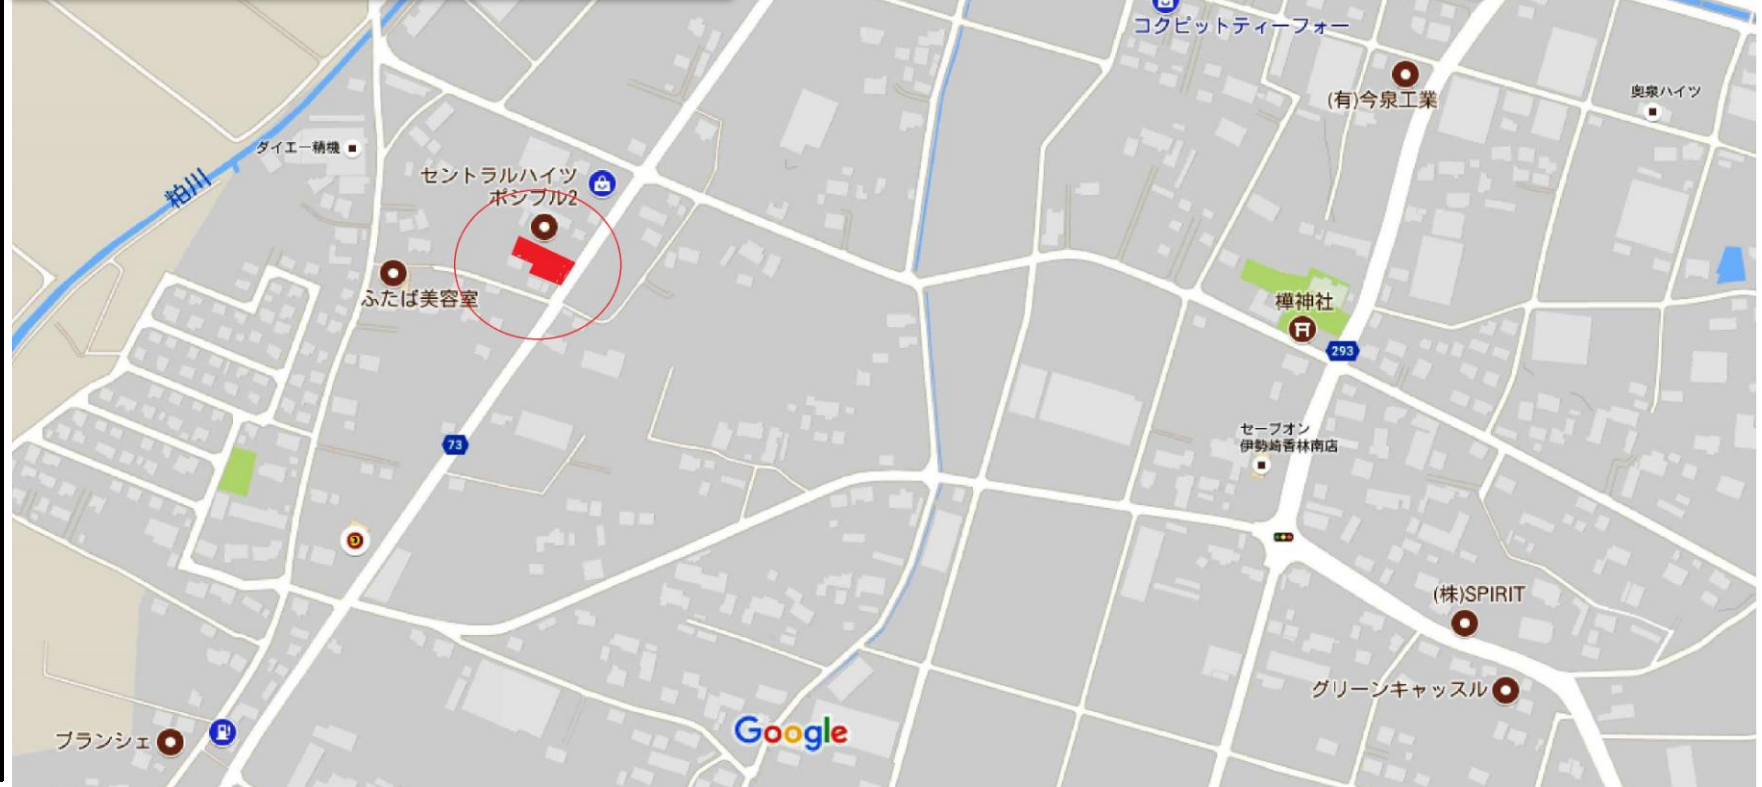 コクピットティーフォー
(有)今泉工業
奥泉ハイツ
ダイエー精機
粕川
セントラルハイツ
ボンブル2
ふたば美容室
樺神社
293
73
セーブオン
伊勢崎香林南店
(株)SPIRIT
グリーンキャッスル
ブランシェ
Google